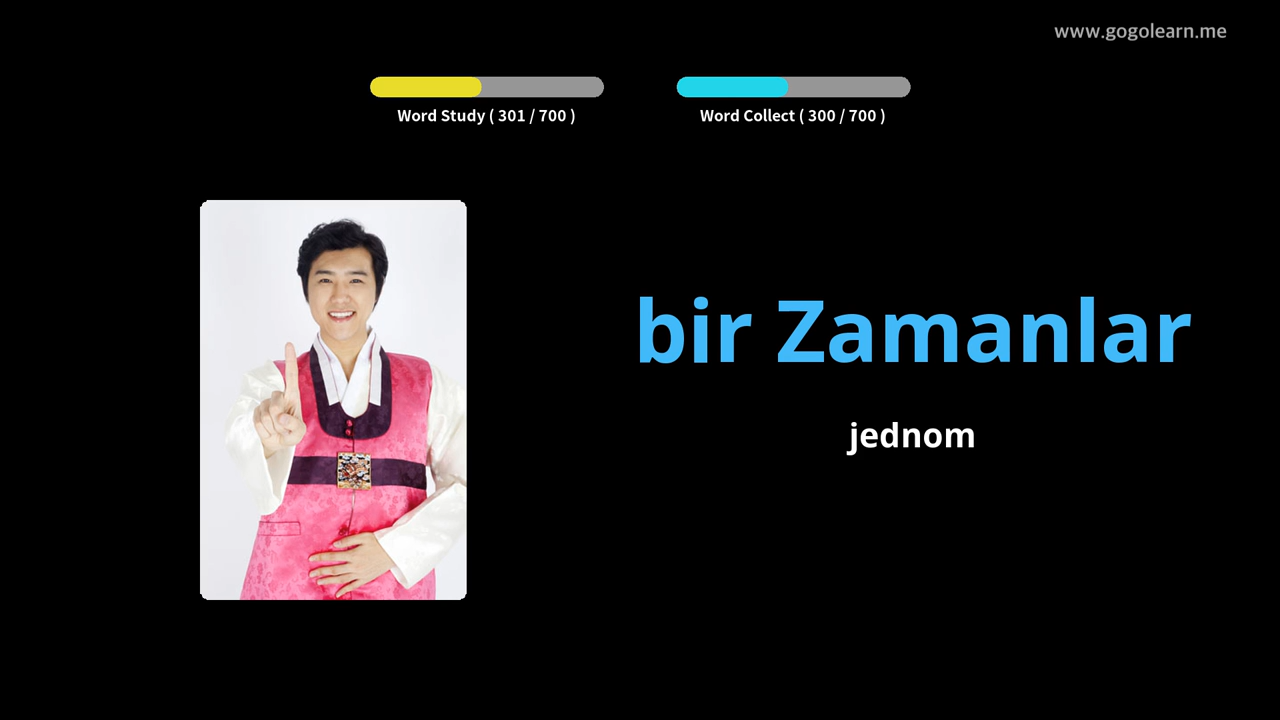 www.gogolearn.me
Word Study ( 301 / 700 )
Word Collect ( 300 / 700 )
bir Zamanlar
jednom